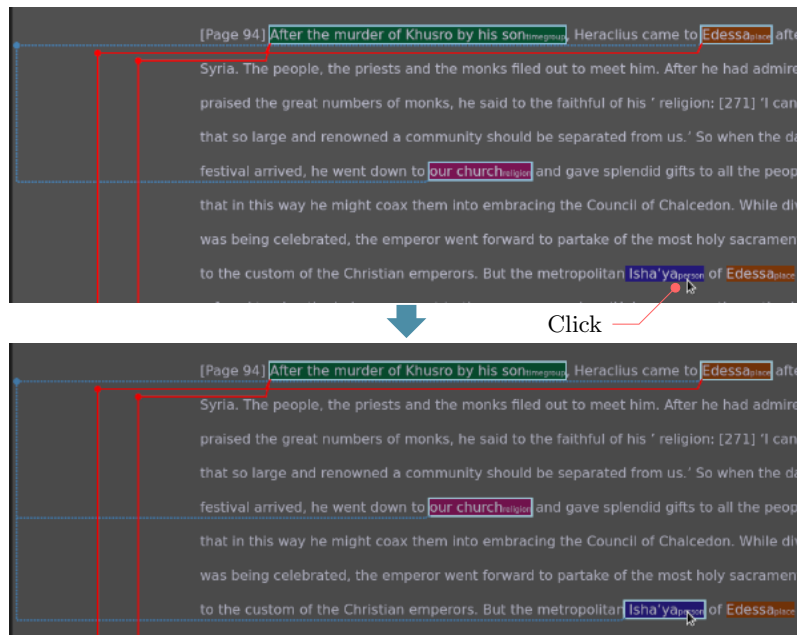 [Page 94] After the murder of Khusro by his son timegroup, Heraclius came to Edessa place afte
Syria. The people, the priests and the monks filed out to meet him. After he had admire
praised the great numbers of monks, he said to the faithful of his ' religion: [271] 'I can
that so large and renowned a community should be separated from us.' So when the da
festival arrived, he went down to our church religion and gave splendid gifts to all the peop
that in this way he might coax them into embracing the Council of Chalcedon. While div
was being celebrated, the emperor went forward to partake of the most holy sacramen
to the custom of the Christian emperors. But the metropolitan Isha'ya person of Edessa place
Click
[Page 94] After the murder of Khusro by his son timegroup, Heraclius came to Edessa place afte
Syria. The people, the priests and the monks filed out to meet him. After he had admire
praised the great numbers of monks, he said to the faithful of his ' religion: [271] 'I can
that so large and renowned a community should be separated from us.' So when the da
festival arrived, he went down to our church religion and gave splendid gifts to all the peop
that in this way he might coax them into embracing the Council of Chalcedon. While div
was being celebrated, the emperor went forward to partake of the most holy sacramen
to the custom of the Christian emperors. But the metropolitan Isha'ya person of Edessa place